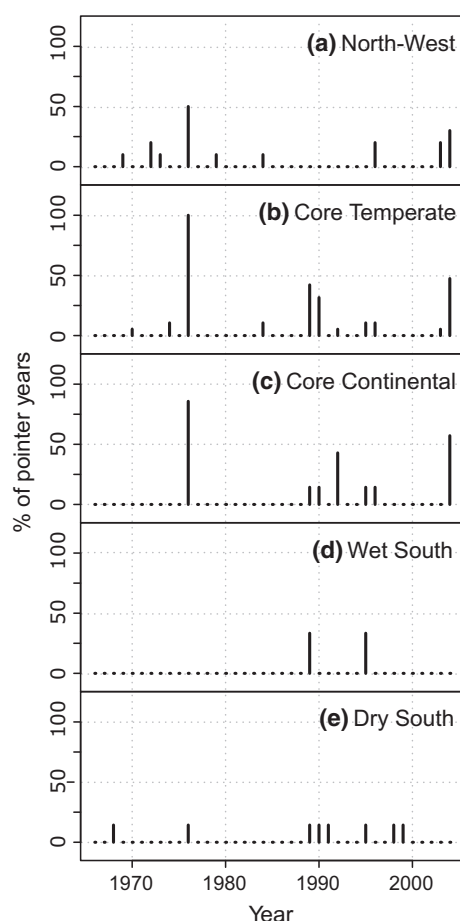 (a) North-West
100
50
0
(b) Core Temperate
100
50
0
(c) Core Continental
100
50
0
(d) Wet South
100
50
0
(e) Dry South
100
50
0
% of pointer years
1970 1980 1990 2000
Year